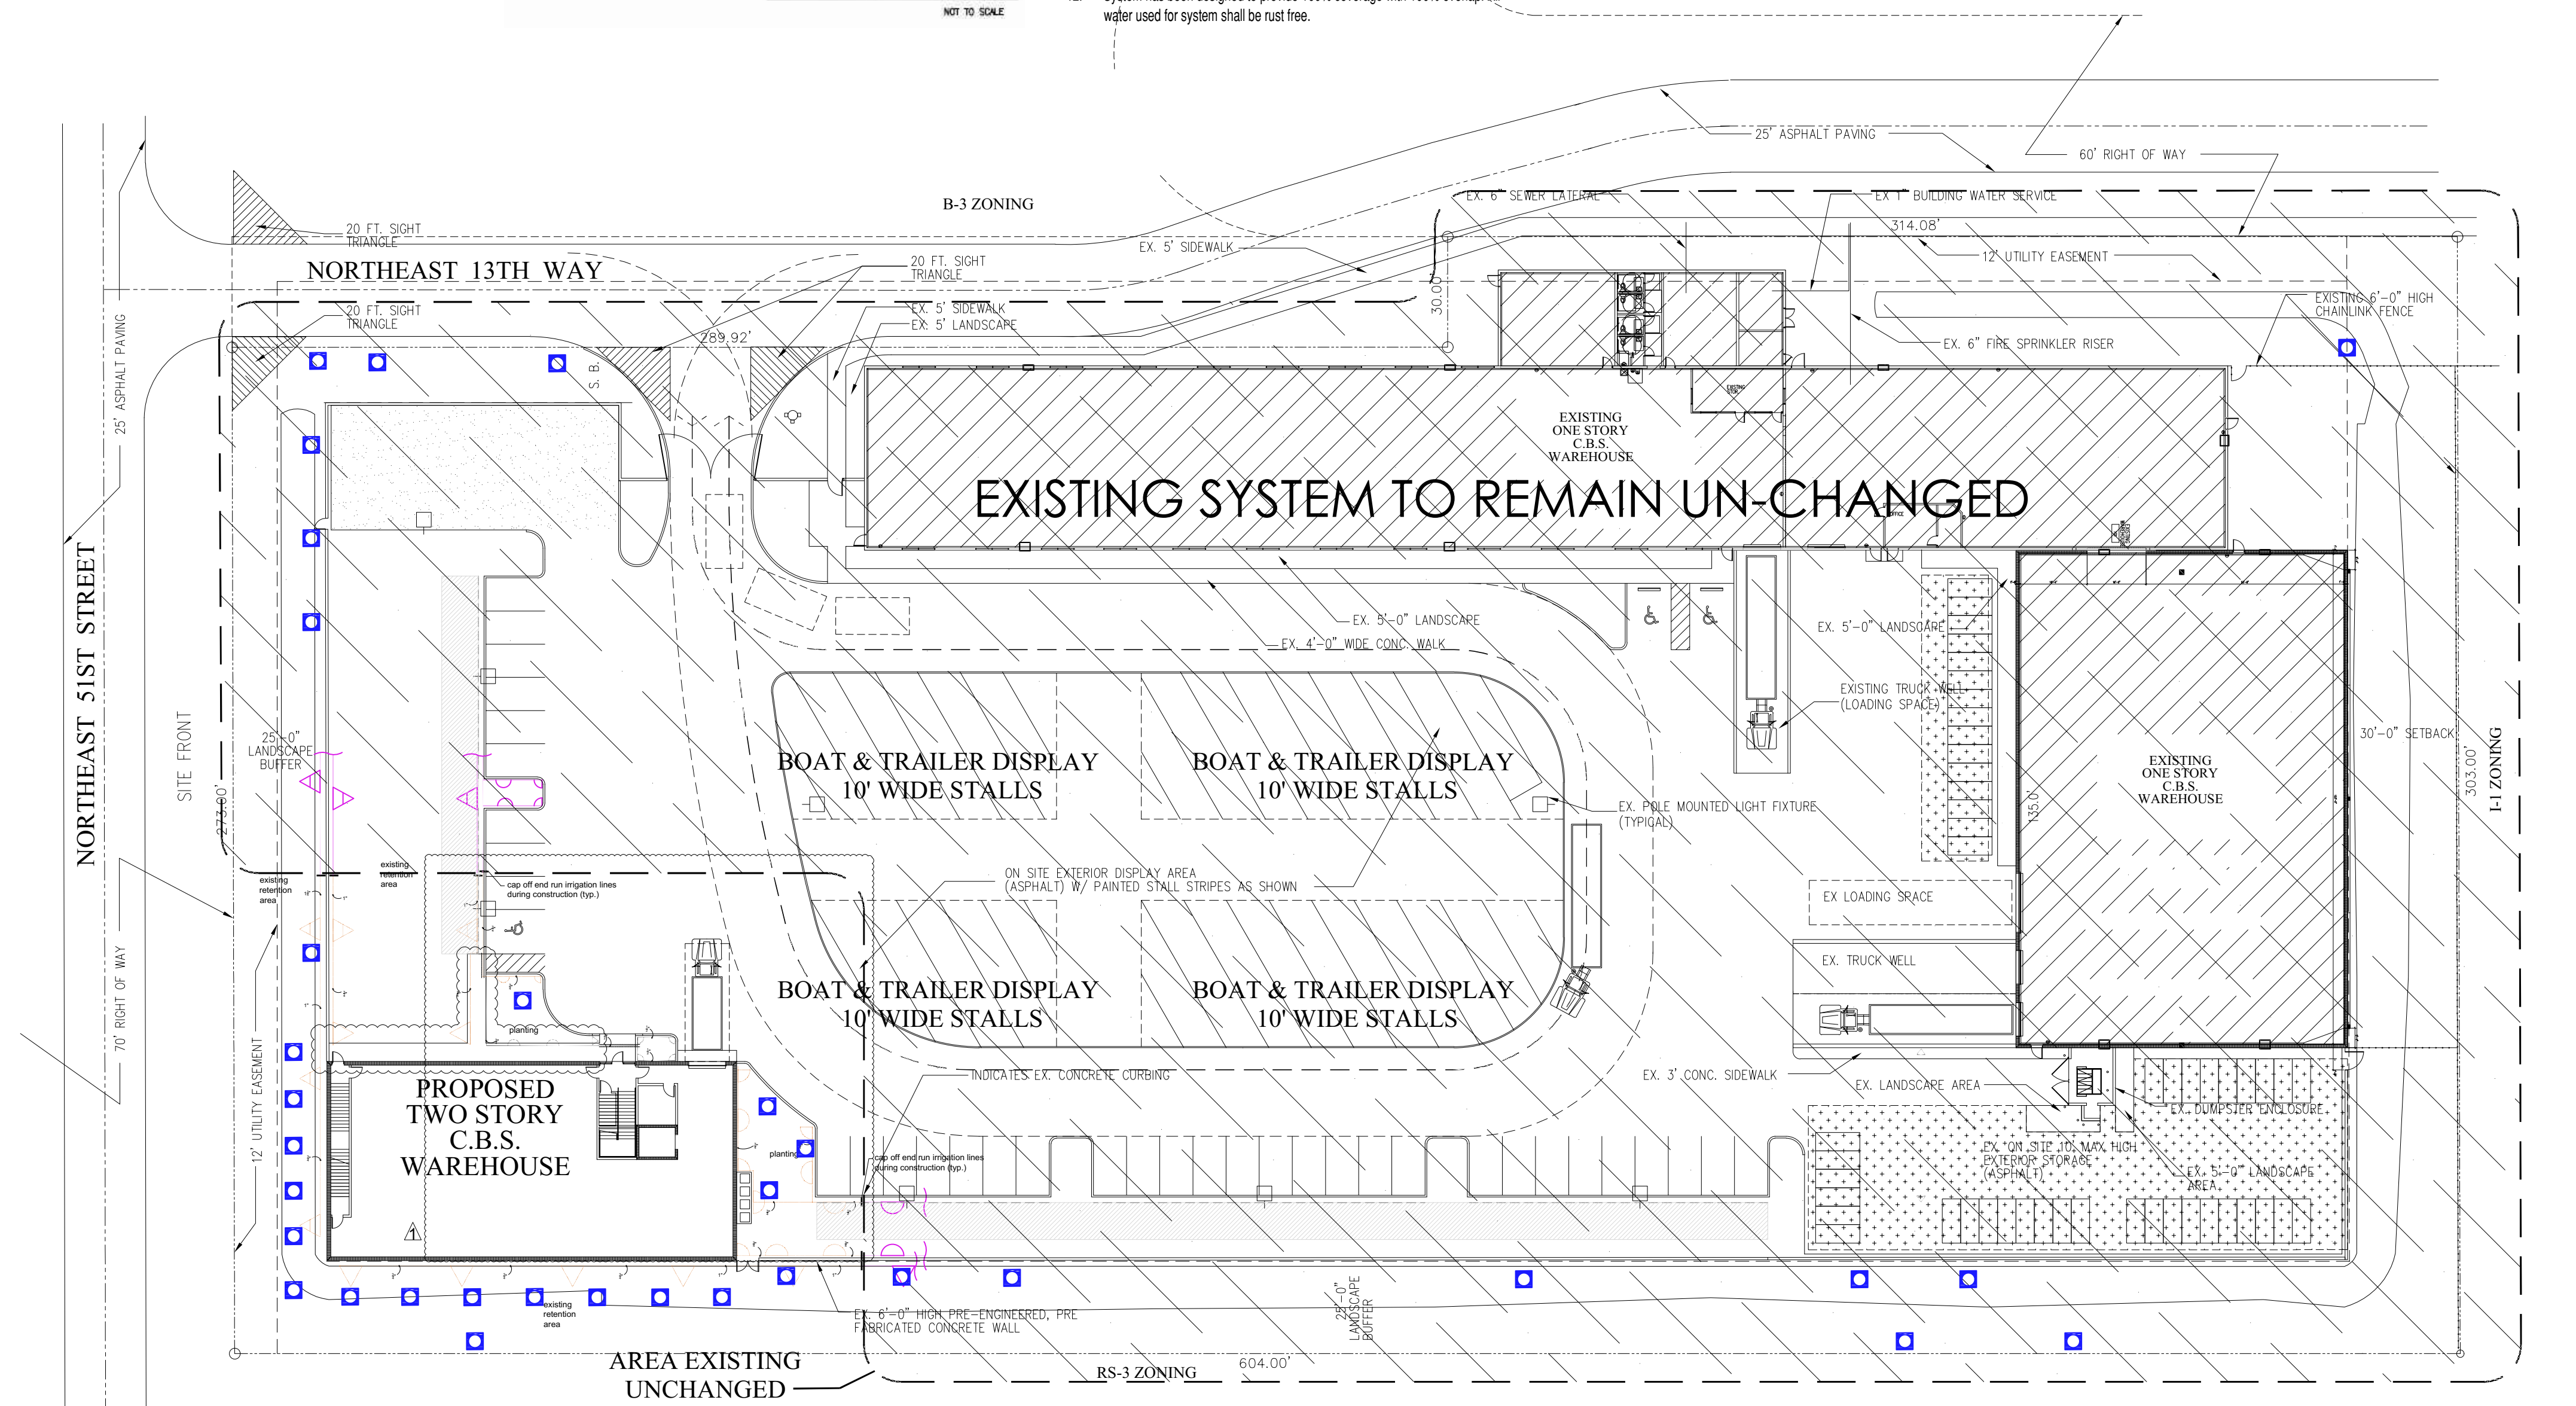 NOT TO SCALE
water used for system shall be rust free.
25' ASPHALT PAVING
60' RIGHT OF WAY
B-3 ZONING
EX. 6" SEWER LATERAL
EX 1" BUILDING WATER SERVICE
314.08'
20 FT. SIGHT
TRIANGLE
EX. 5' SIDEWALK
12' UTILITY EASEMENT
NORTHEAST 13TH WAY
20 FT. SIGHT
TRIANGLE
30.00'
EXISTING 6'-0" HIGH
CHAINLINK FENCE
20 FT. SIGHT
TRIANGLE
EX. 5' SIDEWALK
EX. 5' LANDSCAPE
289.92'
EX. 6" FIRE SPRINKLER RISER
25' ASPHALT PAVING
S. B.
EXISTING
ONE STORY
C.B.S.
WAREHOUSE
EXISTING SYSTEM TO REMAIN UN-CHANGED
OFFICE
NORTHEAST 51ST STREET
EX. 5'-0" LANDSCAPE
EX. 4'-0" WIDE CONC. WALK
EX. 5'-0" LANDSCAPE
EXISTING TRUCK WELL
(LOADING SPACE)
SITE FRONT
25'-0"
LANDSCAPE
BUFFER
273.00'
BOAT & TRAILER DISPLAY
10' WIDE STALLS
BOAT & TRAILER DISPLAY
10' WIDE STALLS
EX. POLE MOUNTED LIGHT FIXTURE
(TYPICAL)
135.0'
EXISTING
ONE STORY
C.B.S.
WAREHOUSE
30'-0" SETBACK
303.00'
I-1 ZONING
existing
retention
area
existing
retention
area
cap off end run irrigation lines
during construction (typ.)
ON SITE EXTERIOR DISPLAY AREA
(ASPHALT) W/ PAINTED STALL STRIPES AS SHOWN
EX LOADING SPACE
EX. TRUCK WELL
BOAT & TRAILER DISPLAY
10' WIDE STALLS
BOAT & TRAILER DISPLAY
10' WIDE STALLS
70' RIGHT OF WAY
12' UTILITY EASEMENT
planting
PROPOSED
TWO STORY
C.B.S.
WAREHOUSE
1
INDICATES EX. CONCRETE CURBING
EX. 3' CONC. SIDEWALK
EX. LANDSCAPE AREA
EX. DUMPSTER ENCLOSURE
planting
cap off end run irrigation lines
during construction (typ.)
EX. ON SITE 10' MAX HIGH
EXTERIOR STORAGE
(ASPHALT)
EX. 5'-0" LANDSCAPE
AREA
existing
retention
area
EX. 6'-0" HIGH PRE-ENGINEERED, PRE
FABRICATED CONCRETE WALL
25'-0"
LANDSCAPE
BUFFER
AREA EXISTING
UNCHANGED
604.00'
RS-3 ZONING